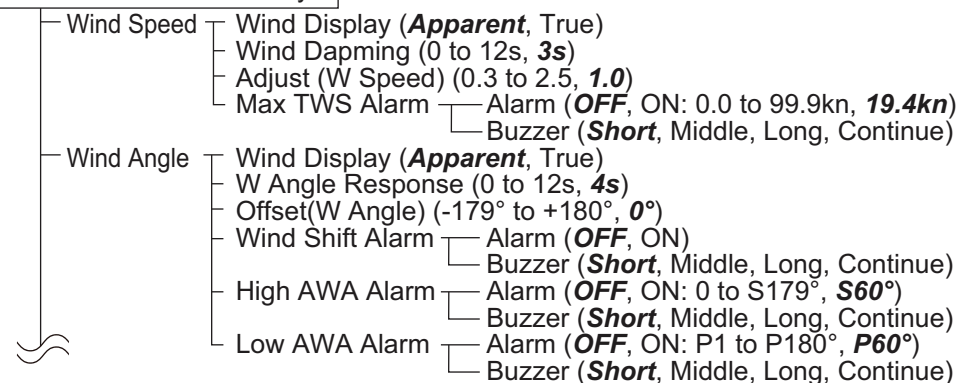 Wind Speed Wind Display (Apparent, True)
Wind Dapming (0 to 12s, 3s)
Adjust (W Speed) (0.3 to 2.5, 1.0)
Max TWS Alarm Alarm (OFF, ON: 0.0 to 99.9kn, 19.4kn)
Buzzer (Short, Middle, Long, Continue)
Wind Angle Wind Display (Apparent, True)
W Angle Response (0 to 12s, 4s)
Offset(W Angle) (-179° to +180°, 0°)
Wind Shift Alarm Alarm (OFF, ON)
Buzzer (Short, Middle, Long, Continue)
High AWA Alarm Alarm (OFF, ON: 0 to S179°, S60°)
Buzzer (Short, Middle, Long, Continue)
Low AWA Alarm Alarm (OFF, ON: P1 to P180°, P60°)
Buzzer (Short, Middle, Long, Continue)